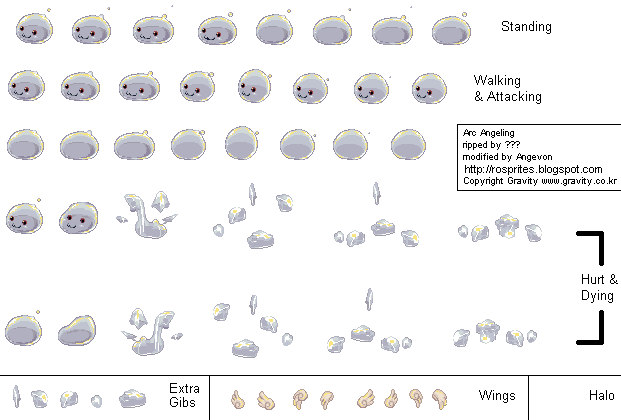 Standing
Walking
& Attacking
Arc Angeling
ripped by ???
modified by Angevon
http://rosprites.blogspot.com
Copyright Gravity www.gravity.co.kr
Hurt &
Dying
Extra
Gibs
Wings
Halo